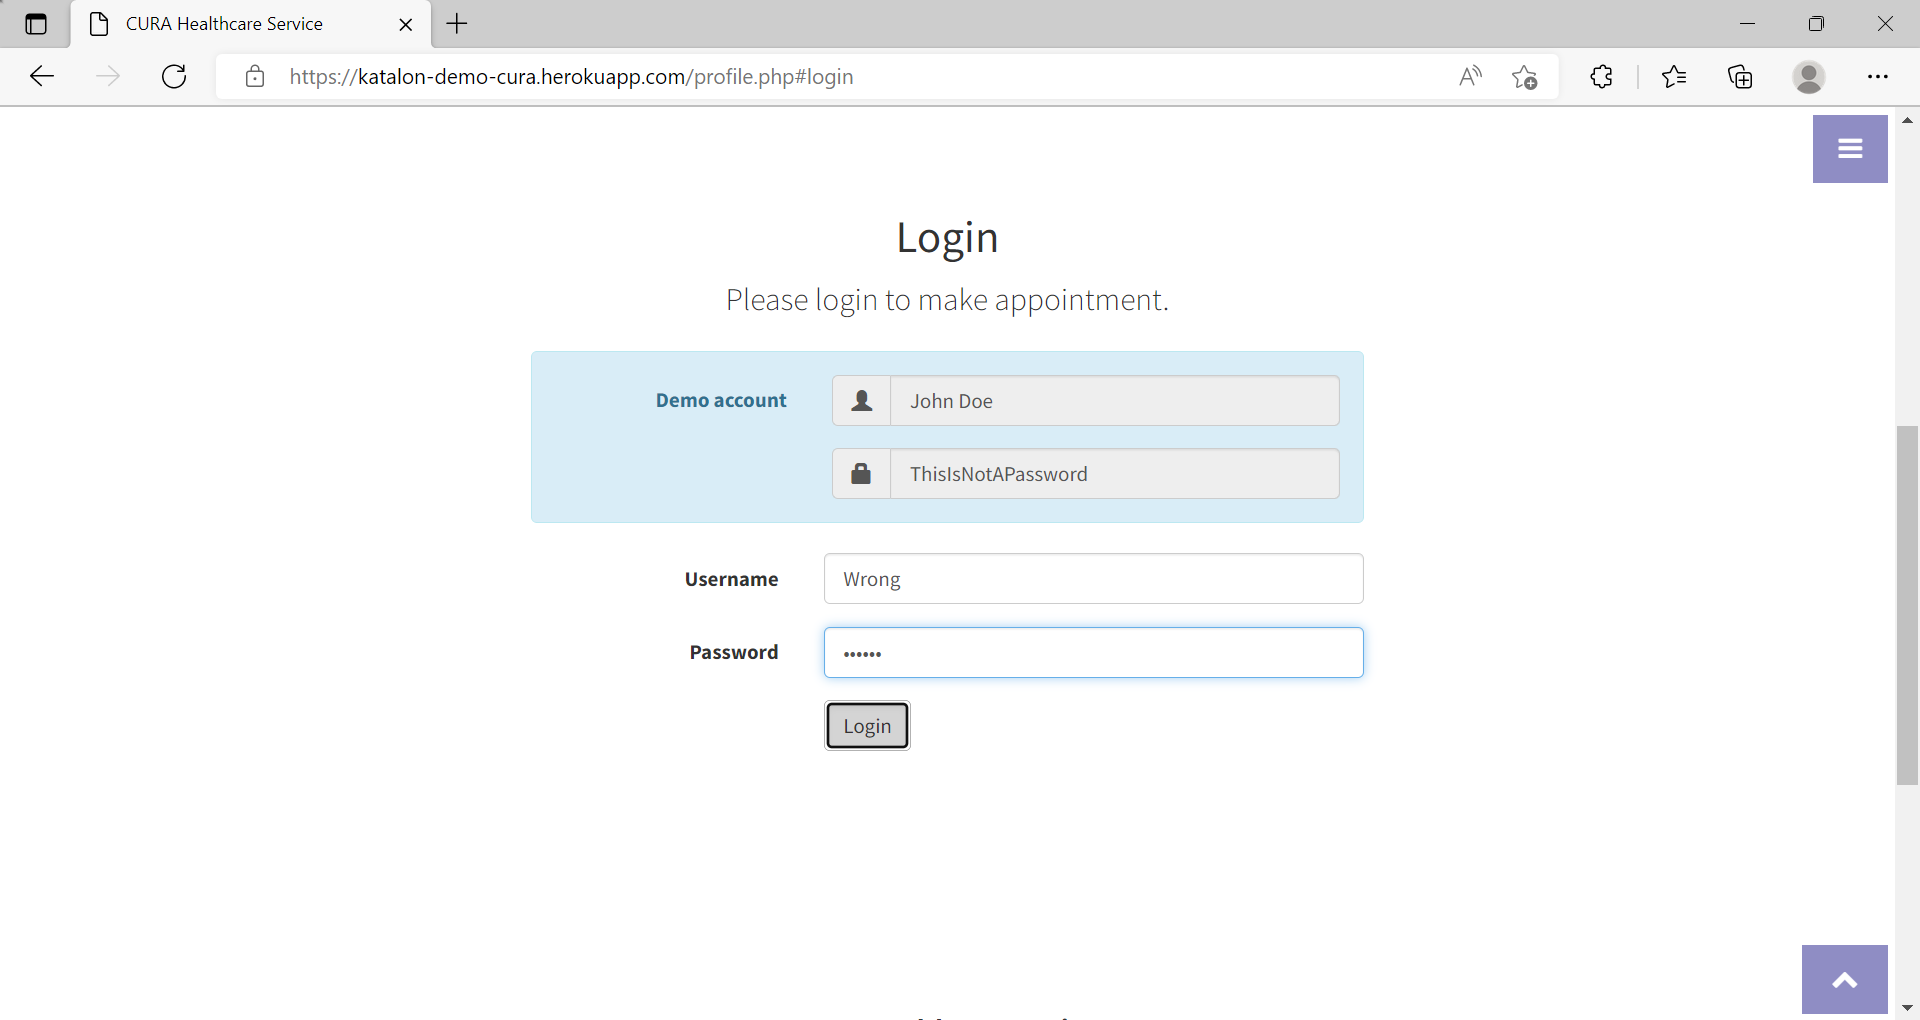 CURA Healthcare Service
https://katalon-demo-cura.herokuapp.com/profile.php#login
Login
Please login to make appointment.
Demo account
John Doe
ThisIsNotAPassword
Username
Wrong
Password
••••••
Login